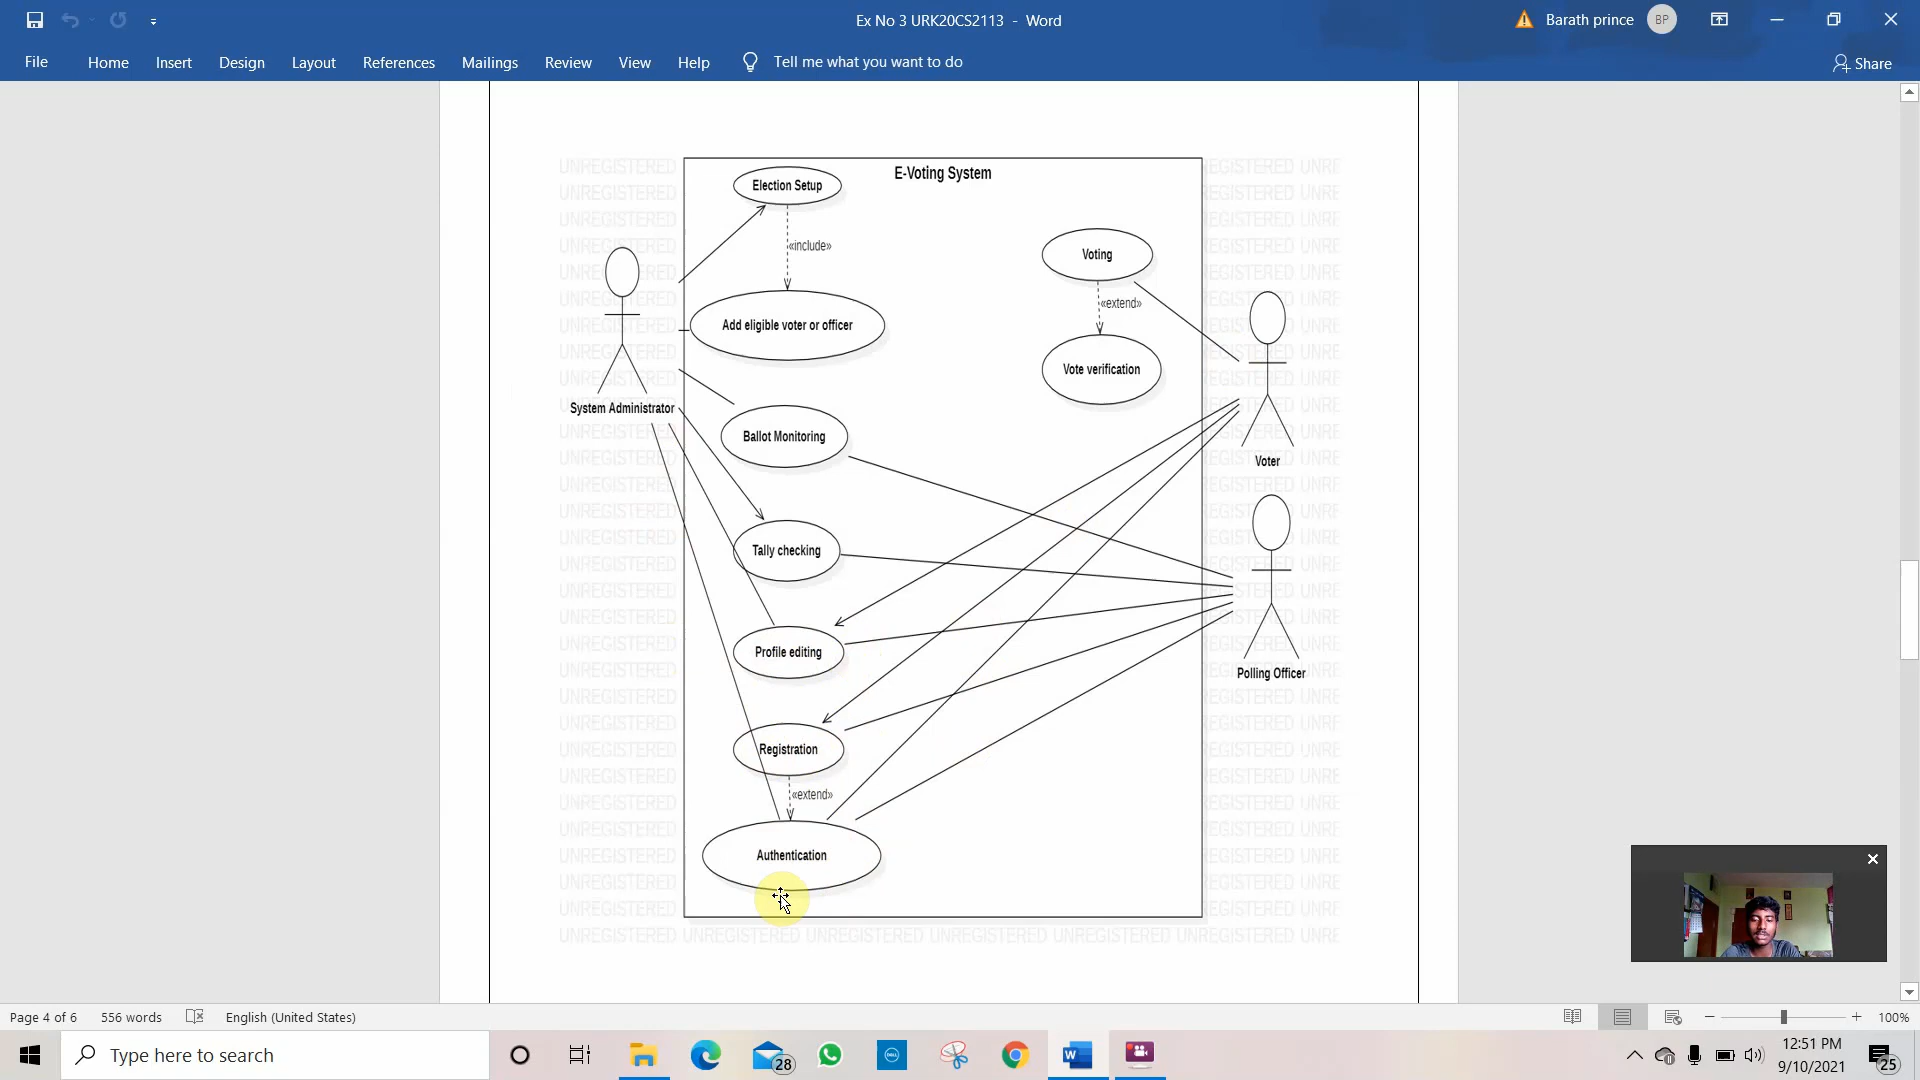 Ex No 3 URK20CS2113 - Word
Barath prince
BP
File Home Insert Design Layout References Mailings Review View Help Tell me what you want to do
Share
E-Voting System
Election Setup
«include»
Add eligible voter or officer
System Administrator
Voting
«extend»
Vote verification
Voter
Ballot Monitoring
Tally checking
Profile editing
Polling Officer
Registration
«extend»
Authentication
UNREGISTERED UNREGISTERED UNREGISTERED UNREGISTERED UNREGISTERED UNREGISTERED UNRE
Page 4 of 6 556 words English (United States)
100%
Type here to search
28
12:51 PM
9/10/2021
25